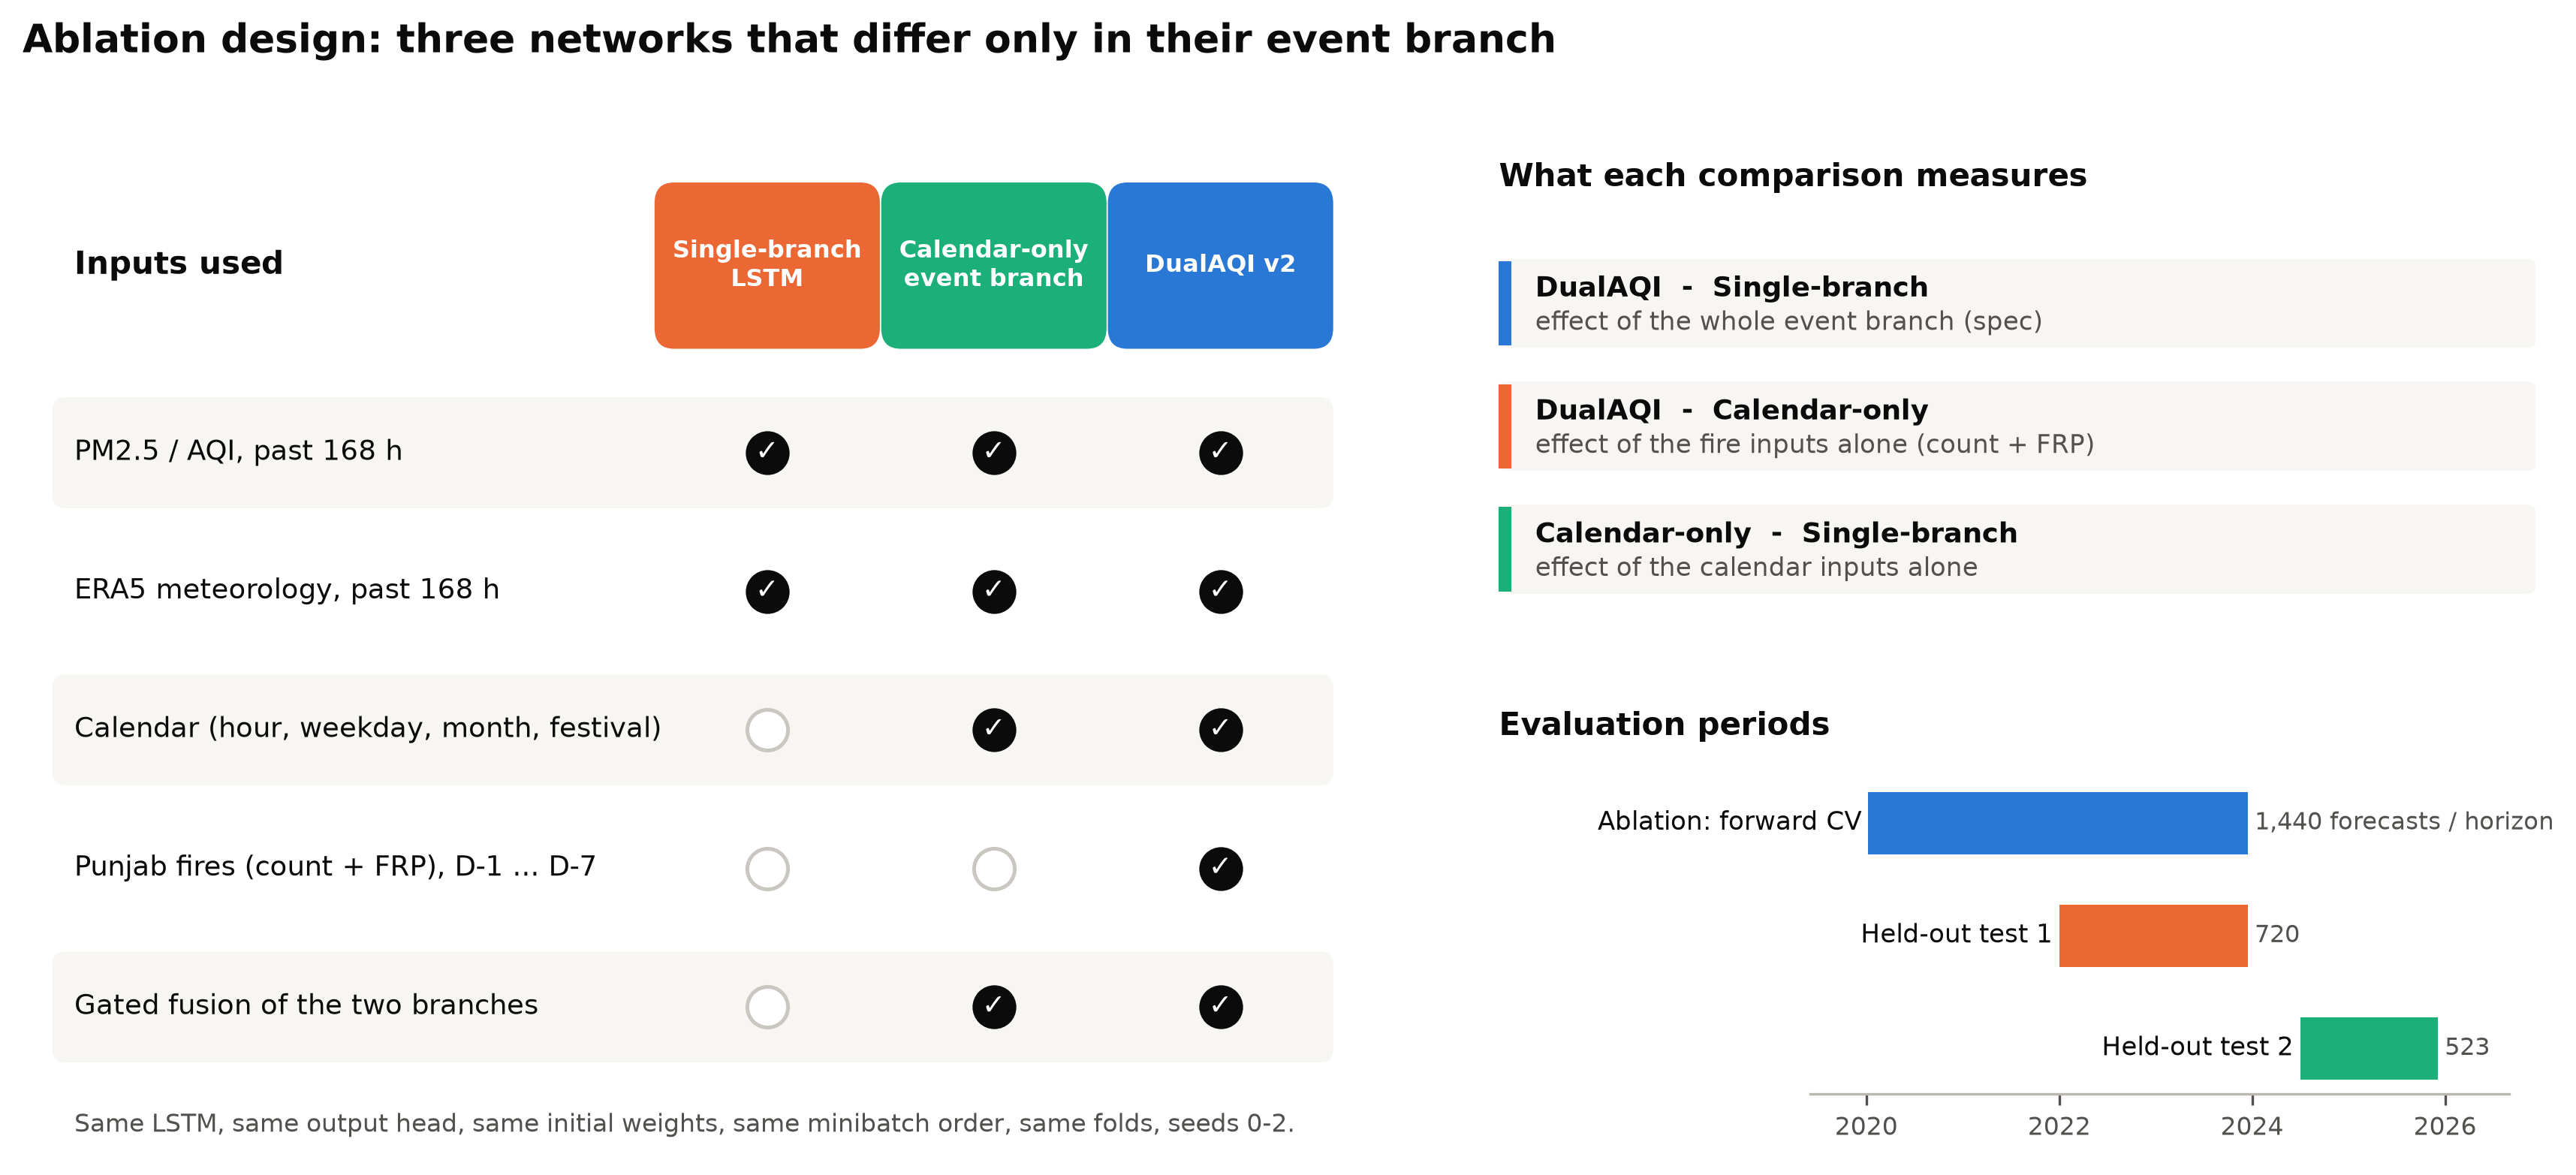 Ablation design: three networks that differ only in their event branch
Inputs used
Single-branch
LSTM
Calendar-only
event branch
DualAQI v2
PM2.5 / AQI, past 168 h
✓ ✓ ✓
ERA5 meteorology, past 168 h
✓ ✓ ✓
Calendar (hour, weekday, month, festival)
✓ ✓
Punjab fires (count + FRP), D-1 ... D-7
✓
Gated fusion of the two branches
✓ ✓
Same LSTM, same output head, same initial weights, same minibatch order, same folds, seeds 0-2.
What each comparison measures
DualAQI - Single-branch
effect of the whole event branch (spec)
DualAQI - Calendar-only
effect of the fire inputs alone (count + FRP)
Calendar-only - Single-branch
effect of the calendar inputs alone
Evaluation periods
Ablation: forward CV 1,440 forecasts / horizon
Held-out test 1 720
Held-out test 2 523
2020 2022 2024 2026